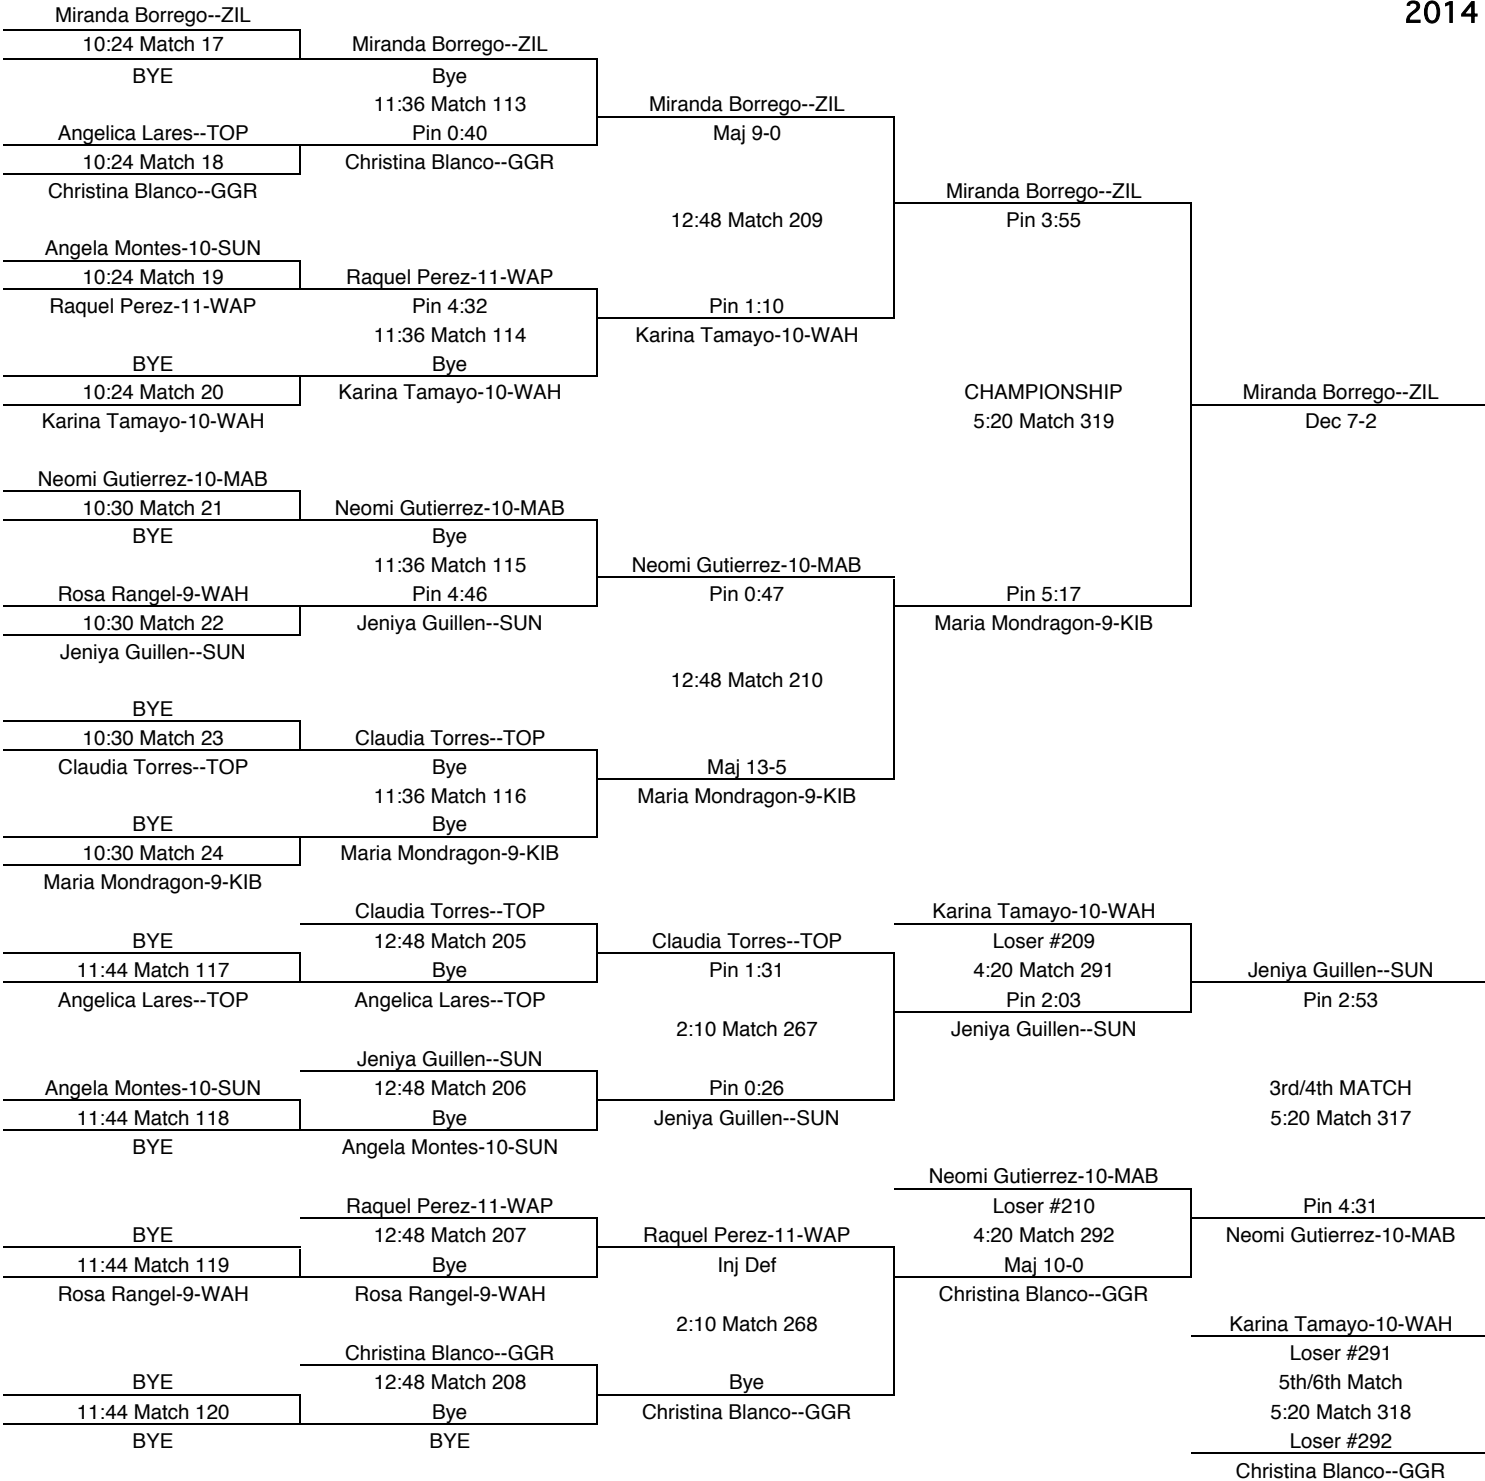 2014
Miranda Borrego--ZIL
10:24 Match 17
BYE
Angelica Lares--TOP
10:24 Match 18
Christina Blanco--GGR
Angela Montes-10-SUN
10:24 Match 19
Raquel Perez-11-WAP
BYE
10:24 Match 20
Karina Tamayo-10-WAH
Neomi Gutierrez-10-MAB
10:30 Match 21
BYE
Rosa Rangel-9-WAH
10:30 Match 22
Jeniya Guillen--SUN
BYE
10:30 Match 23
Claudia Torres--TOP
BYE
10:30 Match 24
Maria Mondragon-9-KIB
Miranda Borrego--ZIL
Bye
11:36 Match 113
Pin 0:40
Christina Blanco--GGR
Raquel Perez-11-WAP
Pin 4:32
11:36 Match 114
Bye
Karina Tamayo-10-WAH
Neomi Gutierrez-10-MAB
Bye
11:36 Match 115
Pin 4:46
Jeniya Guillen--SUN
Claudia Torres--TOP
Bye
11:36 Match 116
Bye
Maria Mondragon-9-KIB
Miranda Borrego--ZIL
Maj 9-0
12:48 Match 209
Pin 1:10
Karina Tamayo-10-WAH
Neomi Gutierrez-10-MAB
Pin 0:47
12:48 Match 210
Maj 13-5
Maria Mondragon-9-KIB
Miranda Borrego--ZIL
Pin 3:55
CHAMPIONSHIP
5:20 Match 319
Pin 5:17
Maria Mondragon-9-KIB
Miranda Borrego--ZIL
Dec 7-2
BYE
11:44 Match 117
Angelica Lares--TOP
Angela Montes-10-SUN
11:44 Match 118
BYE
BYE
11:44 Match 119
Rosa Rangel-9-WAH
BYE
11:44 Match 120
BYE
Claudia Torres--TOP
12:48 Match 205
Bye
Angelica Lares--TOP
Jeniya Guillen--SUN
12:48 Match 206
Bye
Angela Montes-10-SUN
Raquel Perez-11-WAP
12:48 Match 207
Bye
Rosa Rangel-9-WAH
Christina Blanco--GGR
12:48 Match 208
Bye
BYE
Claudia Torres--TOP
Pin 1:31
2:10 Match 267
Pin 0:26
Jeniya Guillen--SUN
Raquel Perez-11-WAP
Inj Def
2:10 Match 268
Bye
Christina Blanco--GGR
Karina Tamayo-10-WAH
Loser #209
4:20 Match 291
Pin 2:03
Jeniya Guillen--SUN
Neomi Gutierrez-10-MAB
Loser #210
4:20 Match 292
Maj 10-0
Christina Blanco--GGR
Jeniya Guillen--SUN
Pin 2:53
3rd/4th MATCH
5:20 Match 317
Pin 4:31
Neomi Gutierrez-10-MAB
Karina Tamayo-10-WAH
Loser #291
5th/6th Match
5:20 Match 318
Loser #292
Christina Blanco--GGR